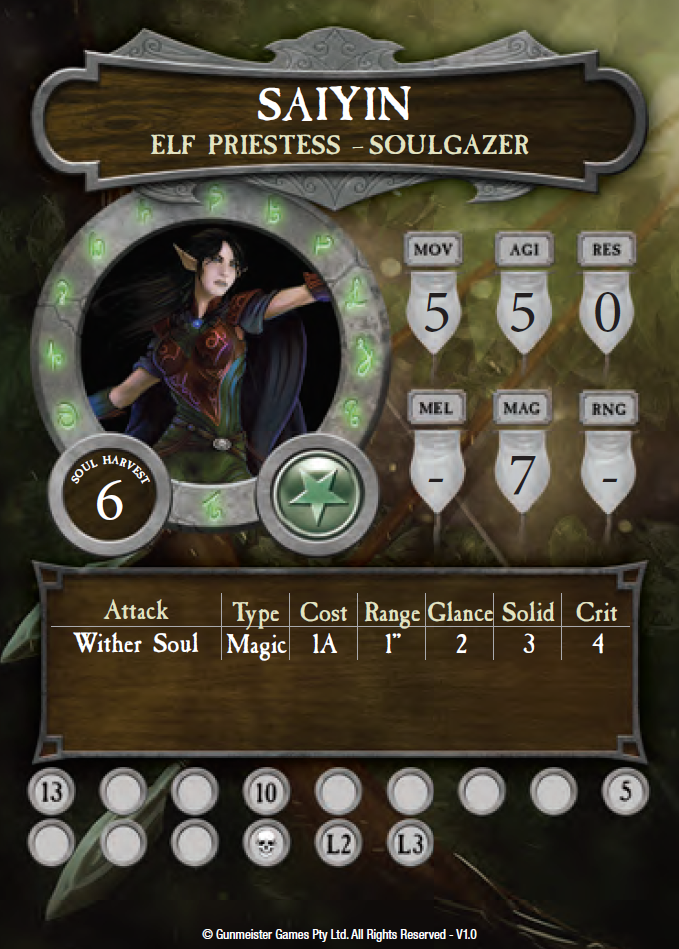 SAIYIN
ELF PRIESTESS – SOULGAZER
MOV AGI RES
5 5 0
MEL MAG RNG
- 7 -
SOUL HARVEST
6
Attack Type Cost Range Glance Solid Crit
Wither Soul Magic 1A 1” 2 3 4
13 10 5
L2 L3
© Gunmeister Games Pty Ltd. All Rights Reserved - V1.0